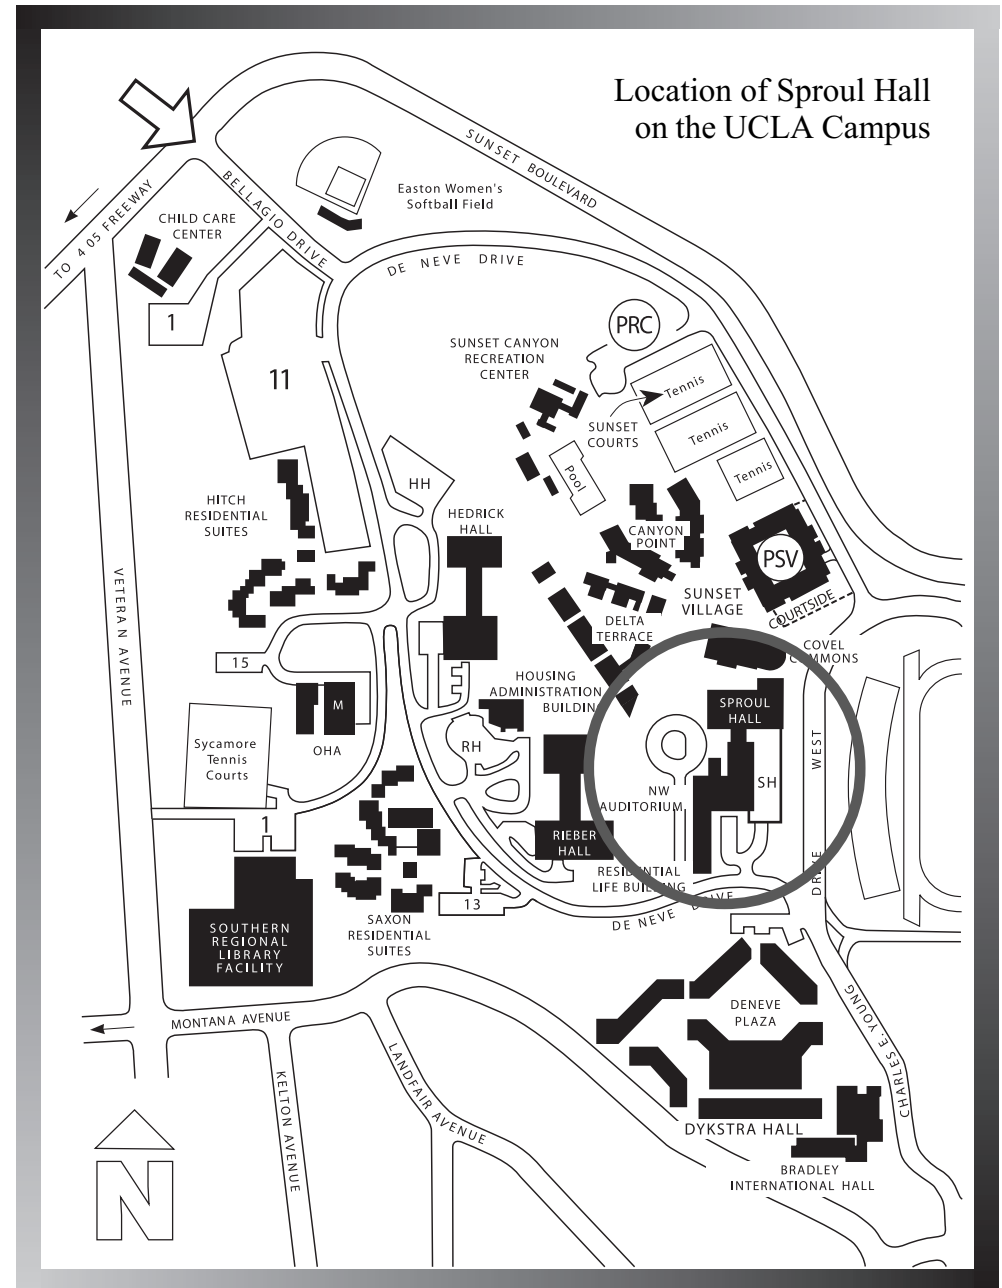 Location of Sproul Hall
on the UCLA Campus
SUNSET BOULEVARD
TO 405 FREEWAY
BELLAGIO DRIVE
Easton Women's
Softball Field
CHILD CARE
CENTER
1
DE NEVE DRIVE
PRC
SUNSET CANYON
RECREATION
CENTER
11
Tennis
SUNSET
COURTS
Tennis
Tennis
Pool
HH
HITCH
RESIDENTIAL
SUITES
HEDRICK
HALL
CANYON
POINT
PSV
SUNSET
VILLAGE
COURTSIDE
VETERAN AVENUE
DELTA
TERRACE
COVEL
COMMONS
15
HOUSING
ADMINISTRATION
BUILDIN
M
OHA
SPROUL
HALL
Sycamore
Tennis
Courts
RH
NW
AUDITORIUM
SH
DRIVE WEST
1
RIEBER
HALL
RESIDENTIAL
LIFE BUILDING
13
DE NEVE DRIVE
SAXON
RESIDENTIAL
SUITES
SOUTHERN
REGIONAL
LIBRARY
FACILITY
DENEVE
PLAZA
CHARLES E. YOUNG
MONTANA AVENUE
KELTON AVENUE
LANDFAIR AVENUE
DYKSTRA HALL
BRADLEY
INTERNATIONAL HALL
N